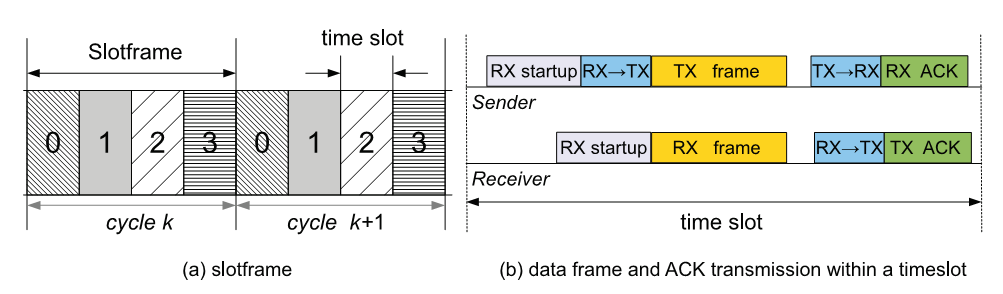 Slotframe
time slot
0 1 2 3 0 1 2 3
cycle k
cycle k+1
(a) slotframe
RX startup RX→TX TX frame TX→RX RX ACK
Sender
RX startup RX frame RX→TX TX ACK
Receiver
time slot
(b) data frame and ACK transmission within a timeslot